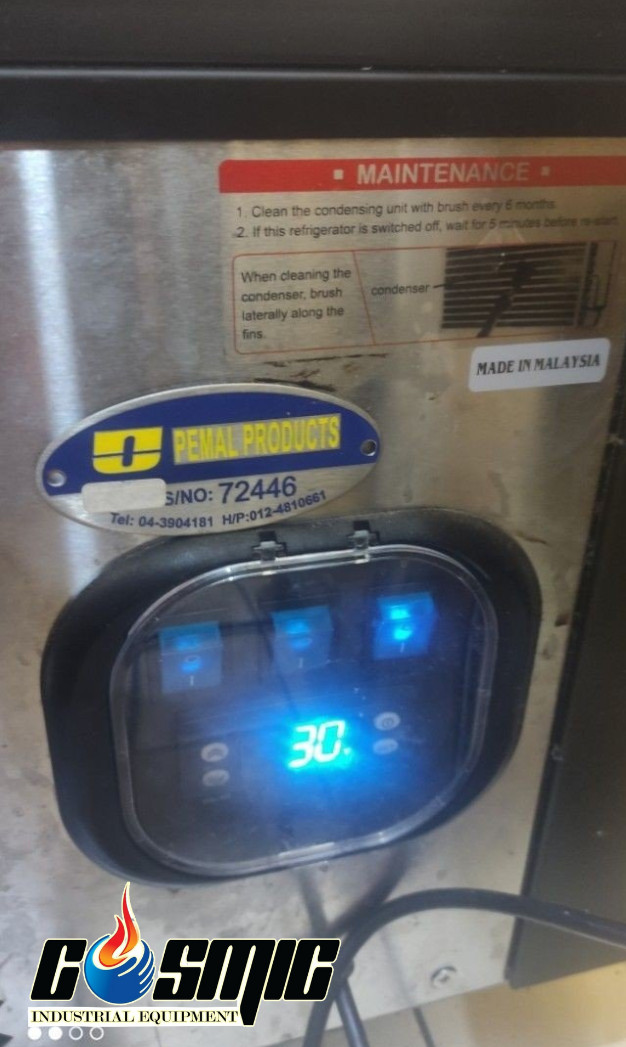 ▪ MAINTENANCE ▪
1. Clean the condensing unit with brush every 6 months.
2. If this refrigerator is switched off, wait for 5 minutes before re-start.
When cleaning the
condenser, brush
laterally along the
fins.
condenser
MADE IN MALAYSIA
PEMAL PRODUCTS
S/NO: 72446
Tel: 04-3904181 H/P:012-4810661
30
COSMIC
INDUSTRIAL EQUIPMENT